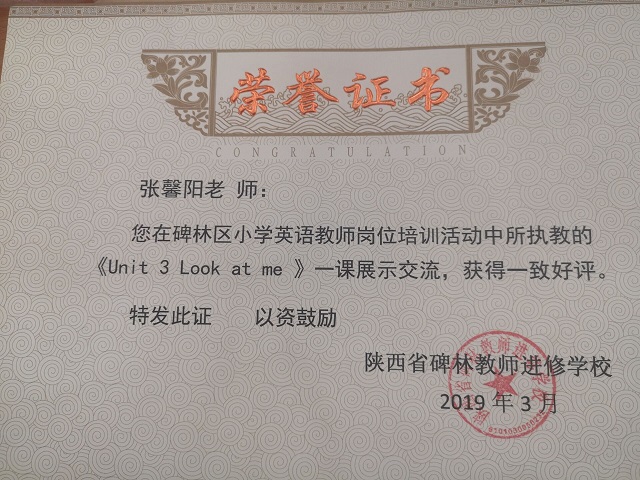 荣誉证书
CONGRATULATION
张馨阳老 师：
您在碑林区小学英语教师岗位培训活动中所执教的
《Unit 3 Look at me 》一课展示交流，获得一致好评。
特发此证 以资鼓励
陕西省碑林教师进修学校
2019 年 3 月